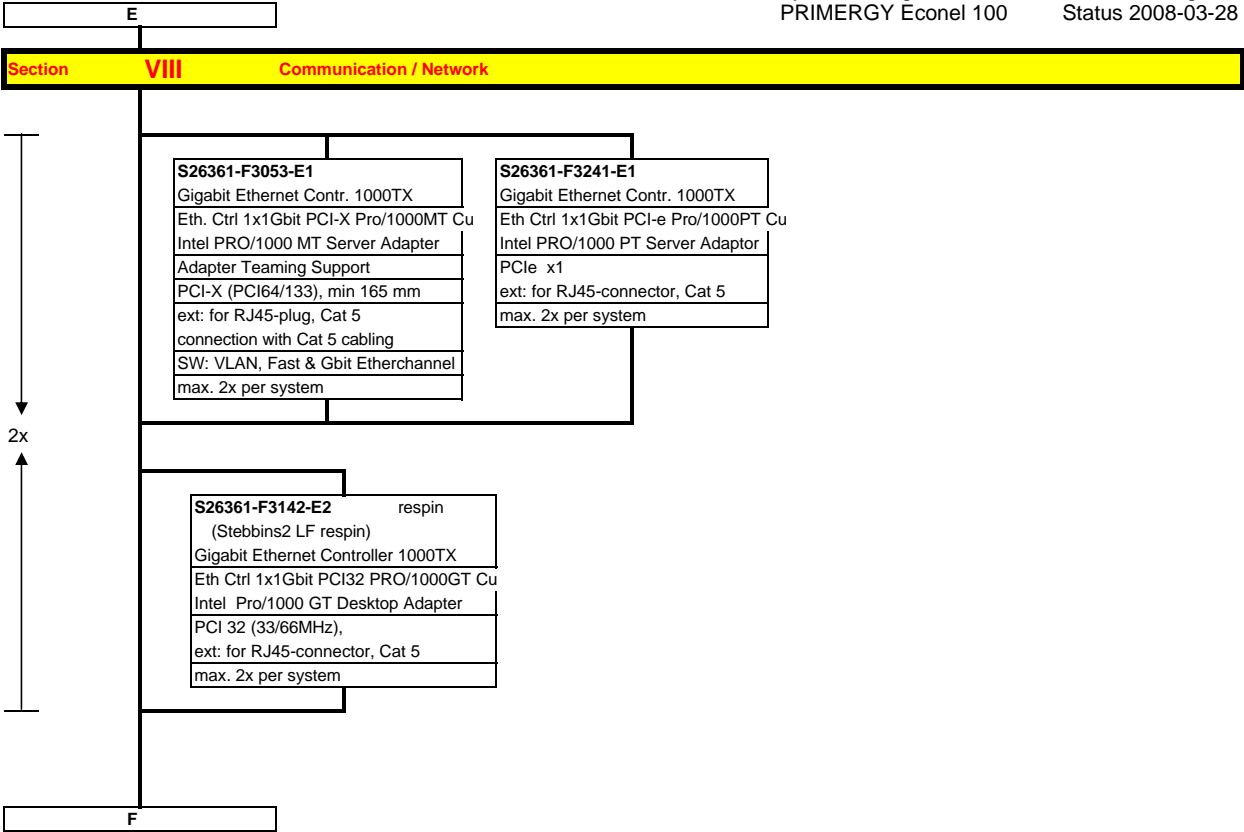 PRIMERGY Econel 100 Status 2008-03-28
E
Section VIII Communication / Network
S26361-F3053-E1
Gigabit Ethernet Contr. 1000TX
Eth. Ctrl 1x1Gbit PCI-X Pro/1000MT Cu
Intel PRO/1000 MT Server Adapter
Adapter Teaming Support
PCI-X (PCI64/133), min 165 mm
ext: for RJ45-plug, Cat 5
connection with Cat 5 cabling
SW: VLAN, Fast & Gbit Etherchannel
max. 2x per system
S26361-F3241-E1
Gigabit Ethernet Contr. 1000TX
Eth Ctrl 1x1Gbit PCI-e Pro/1000PT Cu
Intel PRO/1000 PT Server Adaptor
PCIe x1
ext: for RJ45-connector, Cat 5
max. 2x per system
2x
S26361-F3142-E2 respin
(Stebbins2 LF respin)
Gigabit Ethernet Controller 1000TX
Eth Ctrl 1x1Gbit PCI32 PRO/1000GT Cu
Intel Pro/1000 GT Desktop Adapter
PCI 32 (33/66MHz),
ext: for RJ45-connector, Cat 5
max. 2x per system
F